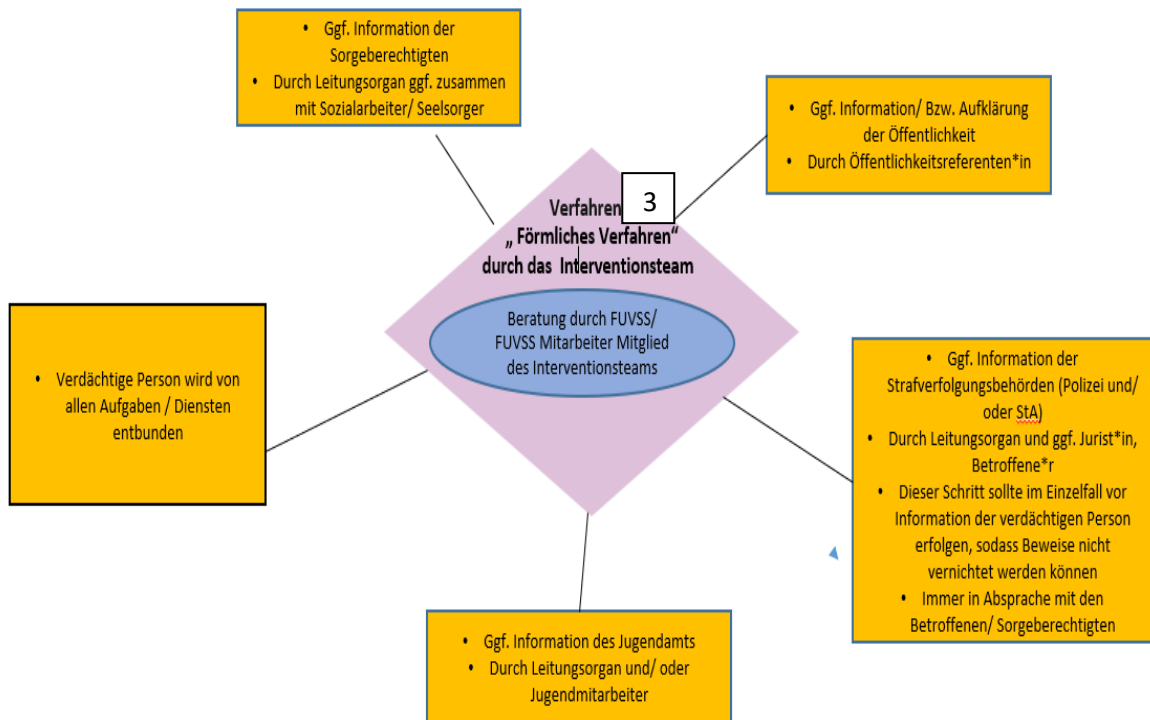 • Ggf. Information der
Sorgeberechtigten
• Durch Leitungsorgan ggf. zusammen
mit Sozialarbeiter/ Seelsorger
• Ggf. Information/ Bzw. Aufklärung
der Öffentlichkeit
• Durch Öffentlichkeitsreferenten*in
Verfahren 3
„ Förmliches Verfahren“
durch das Interventionsteam
Beratung durch FUVSS/
FUVSS Mitarbeiter Mitglied
des Interventionsteams
• Verdächtige Person wird von
allen Aufgaben / Diensten
entbunden
• Ggf. Information der
Strafverfolgungsbehörden (Polizei und/
oder StA)
• Durch Leitungsorgan und ggf. Jurist*in,
Betroffene*r
• Dieser Schritt sollte im Einzelfall vor
Information der verdächtigen Person
erfolgen, sodass Beweise nicht
vernichtet werden können
• Immer in Absprache mit den
Betroffenen/ Sorgeberechtigten
• Ggf. Information des Jugendamts
• Durch Leitungsorgan und/ oder
Jugendmitarbeiter